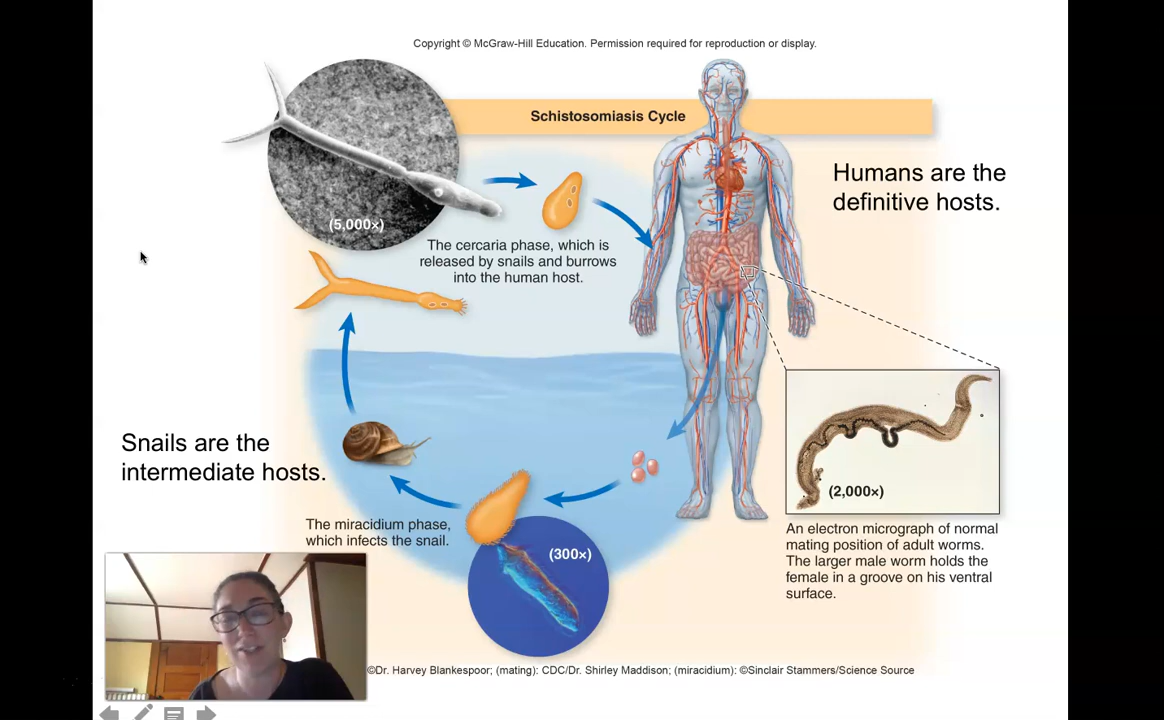 Copyright © McGraw-Hill Education. Permission required for reproduction or display.
Schistosomiasis Cycle
Humans are the
definitive hosts.
(5,000×)
The cercaria phase, which is
released by snails and burrows
into the human host.
Snails are the
intermediate hosts.
(2,000×)
The miracidium phase,
which infects the snail.
(300×)
An electron micrograph of normal
mating position of adult worms.
The larger male worm holds the
female in a groove on his ventral
surface.
©Dr. Harvey Blankespoor; (mating): CDC/Dr. Shirley Maddison; (miracidium): ©Sinclair Stammers/Science Source